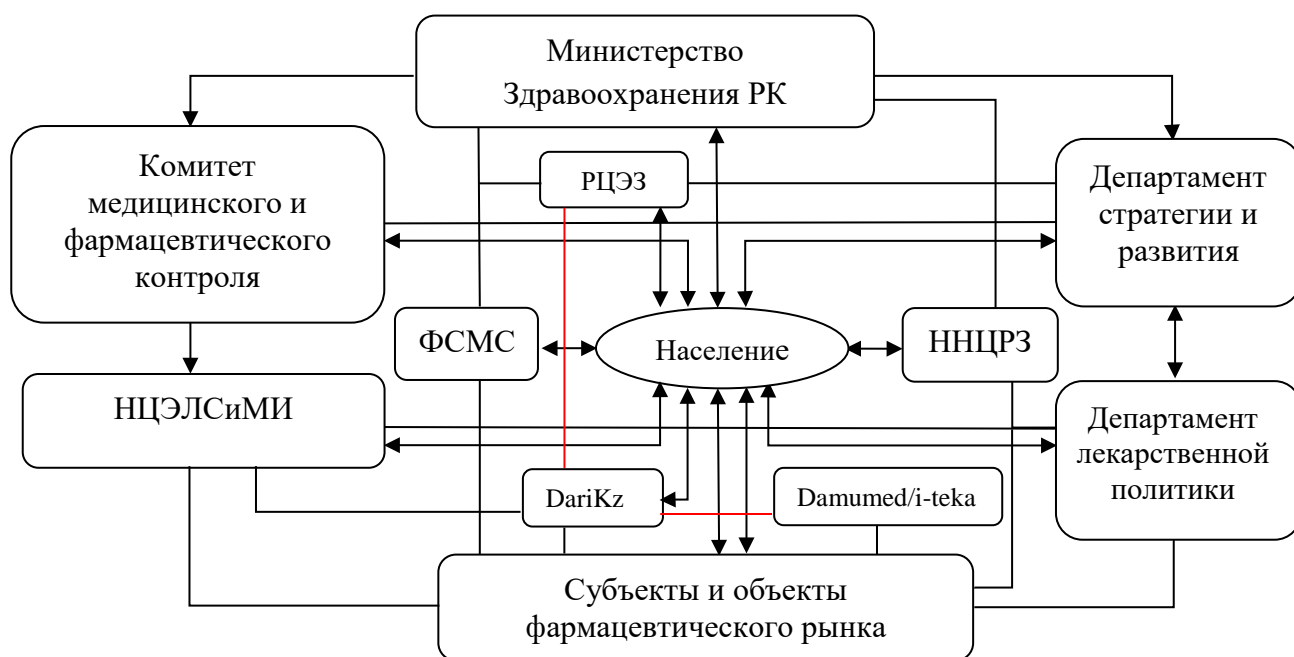 Министерство
Здравоохранения РК
Комитет
медицинского и
фармацевтического
контроля
РЦЭЗ
Департамент
стратегии и
развития
ФСМС
Население
ННЦРЗ
НЦЭЛСиМИ
Департамент
лекарственной
политики
DariKz
Damumed/i-teka
Субъекты и объекты
фармацевтического рынка